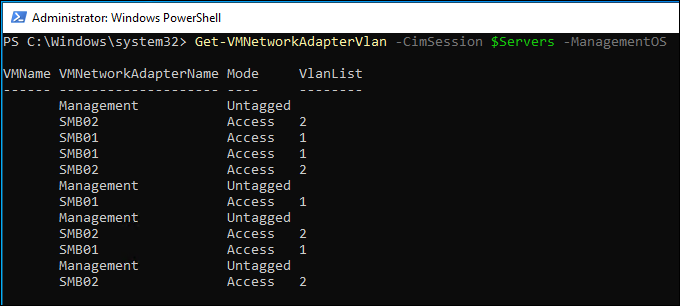 Administrator: Windows PowerShell
PS C:\Windows\system32> Get-VMNetworkAdapterVlan -CimSession $Servers -ManagementOS
VMName VMNetworkAdapterName Mode     VlanList
------ -------------------- ----     --------
       Management           Untagged
       SMB02                Access   2
       SMB01                Access   1
       SMB01                Access   1
       SMB02                Access   2
       Management           Untagged
       SMB01                Access   1
       Management           Untagged
       SMB02                Access   2
       SMB01                Access   1
       Management           Untagged
       SMB02                Access   2